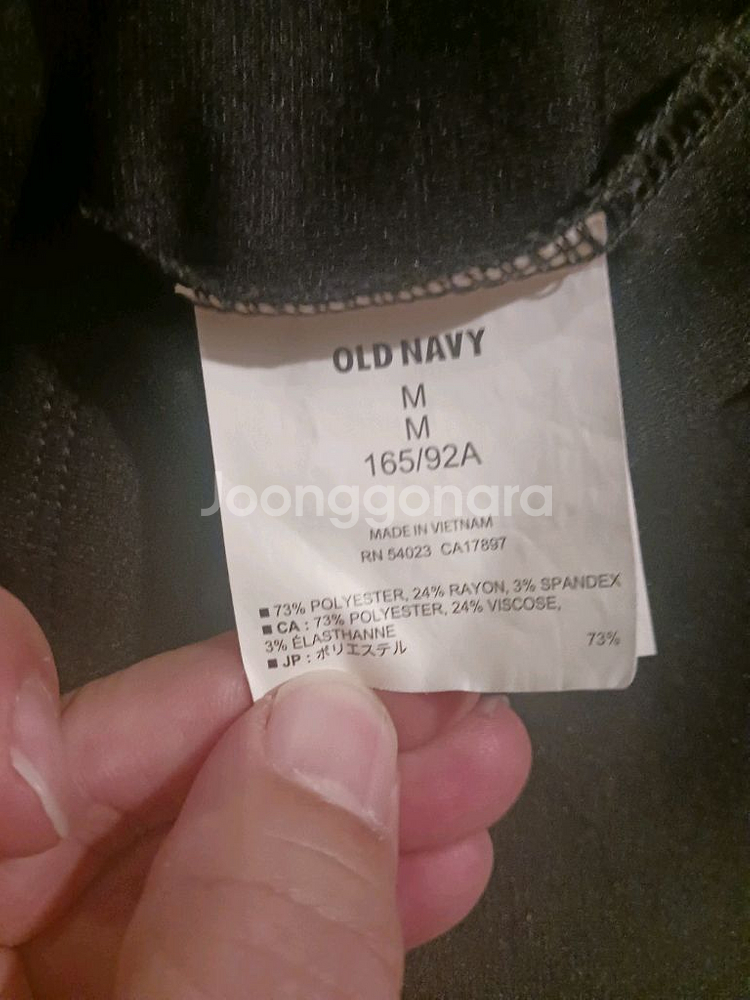 OLD NAVY
M
M
165/92A
Joonggonara
MADE IN VIETNAM
RN 54023 CA17897
■ 73% POLYESTER, 24% RAYON, 3% SPANDEX
■ CA : 73% POLYESTER, 24% VISCOSE,
3% ÉLASTHANNE
■ JP : ポリエステル 73%